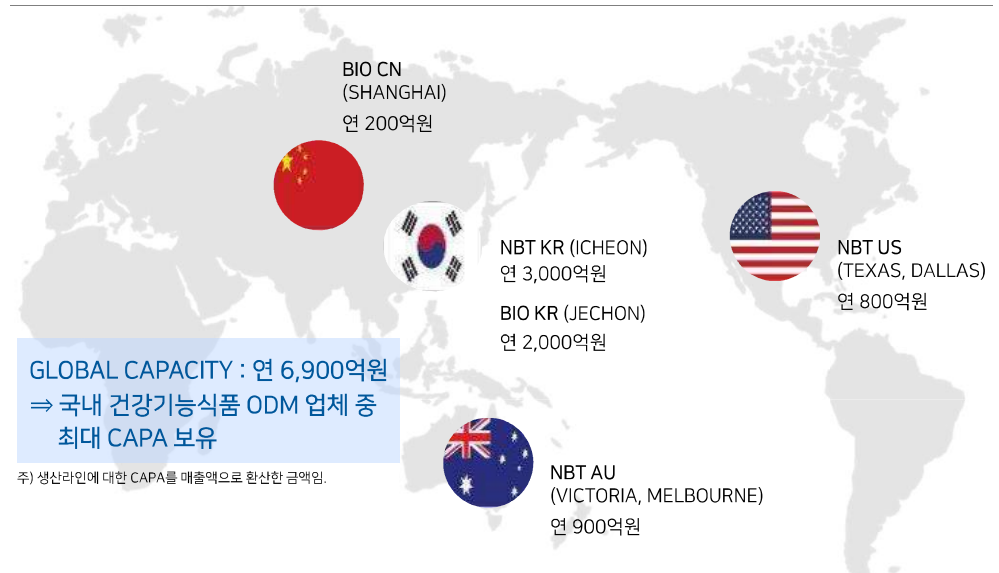 BIO CN
(SHANGHAI)
연 200억원
NBT KR (ICHEON)
연 3,000억원
BIO KR (JECHON)
연 2,000억원
NBT US
(TEXAS, DALLAS)
연 800억원
GLOBAL CAPACITY : 연 6,900억원
⇒ 국내 건강기능식품 ODM 업체 중
최대 CAPA 보유
주) 생산라인에 대한 CAPA를 매출액으로 환산한 금액임.
NBT AU
(VICTORIA, MELBOURNE)
연 900억원